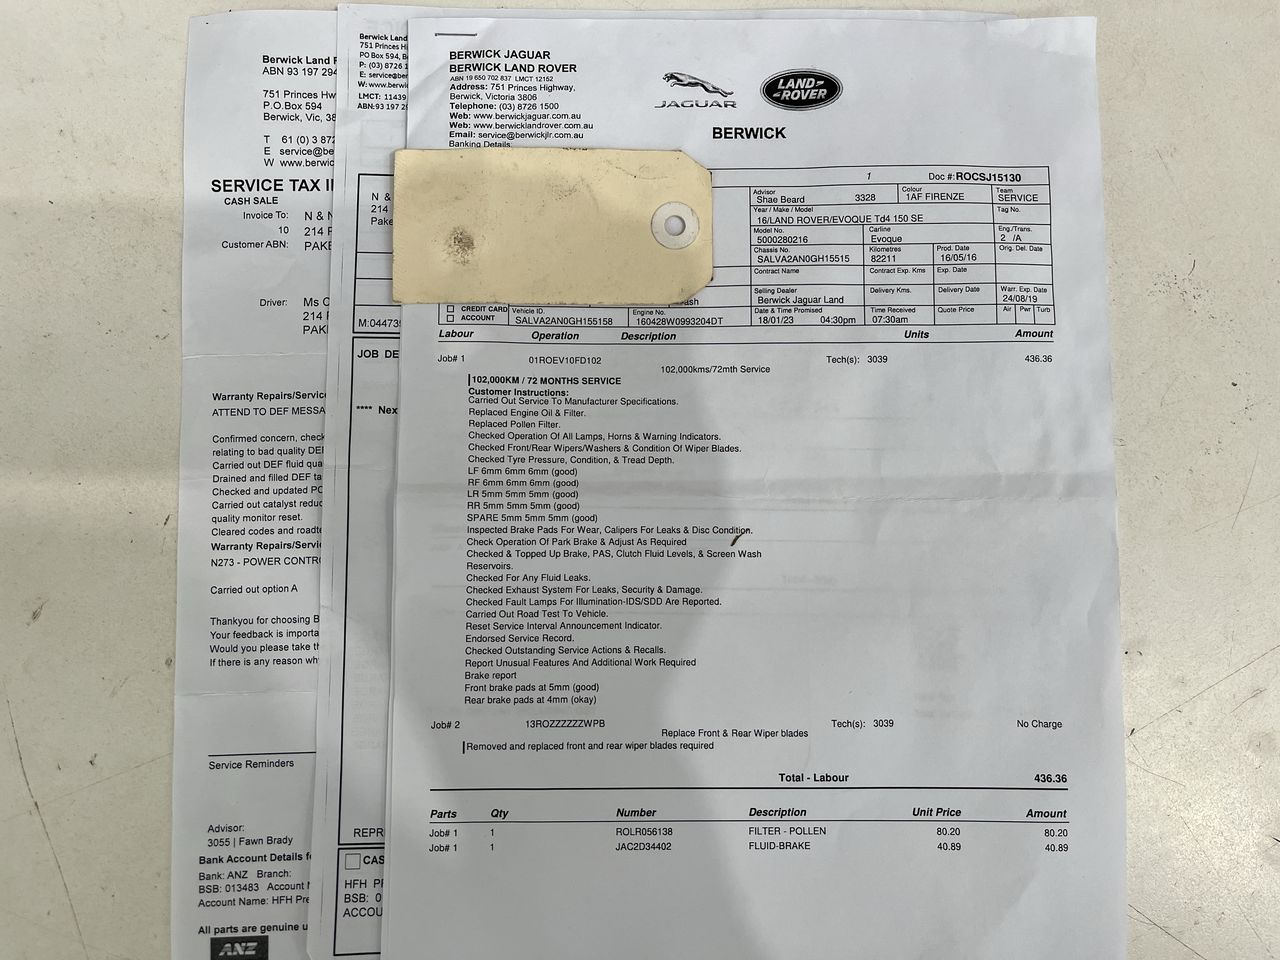 Berwick Land R
ABN 93 197 294
751 Princes Hw
P.O.Box 594
Berwick, Vic, 38
T 61 (0) 3 872
E service@be
W www.berwic
SERVICE TAX I
CASH SALE
Invoice To: N & N
10 214 F
Customer ABN: PAKE
Driver: Ms C
214 F
PAK
Warranty Repairs/Servic
ATTEND TO DEF MESSA
Confirmed concern, check
relating to bad quality DEF
Carried out DEF fluid qua
Drained and filled DEF ta
Checked and updated PC
Carried out catalyst reduc
quality monitor reset.
Cleared codes and roadte
Warranty Repairs/Servic
N273 - POWER CONTR
Carried out option A
Thankyou for choosing B
Your feedback is importa
Would you please take th
If there is any reason wh
Service Reminders
Advisor:
3055 | Fawn Brady
Bank Account Details f
Bank: ANZ Branch:
BSB: 013483 Account N
Account Name: HFH Pre
All parts are genuine u
ANZ
Berwick Land
751 Princes H
PO Box 594, B
P: (03) 8726 1
E: service@ber
W: www.berwi
LMCT: 11439
ABN:93 197 29
N &
214
Pake
M:04473
JOB DE
**** Nex
REPR
CAS
HFH PR
BSB: 0
ACCOU
BERWICK JAGUAR
BERWICK LAND ROVER
ABN 19 650 702 837 LMCT 12152
Address: 751 Princes Highway,
Berwick, Victoria 3806
Telephone: (03) 8726 1500
Web: www.berwickjaguar.com.au
Web: www.berwicklandrover.com.au
Email: service@berwickjlr.com.au
Banking Details:
JAGUAR
LAND-ROVER
BERWICK
1 Doc #:ROCSJ15130
Advisor Colour Team
Shae Beard 3328 1AF FIRENZE SERVICE
Year / Make / Model Tag No.
16/LAND ROVER/EVOQUE Td4 150 SE
Model No. Carline Eng./Trans.
5000280216 Evoque 2 /A
Chassis No. Kilometres Prod. Date Orig. Del. Date
SALVA2AN0GH15515 82211 16/05/16
Contract Name Contract Exp. Kms Exp. Date
Selling Dealer Delivery Kms. Delivery Date Warr. Exp. Date
ash Berwick Jaguar Land 24/08/19
CREDIT CARD Vehicle ID. Engine No. Date & Time Promised Time Received Quote Price Air Pwr Turb
ACCOUNT SALVA2AN0GH155158 160428W0993204DT 18/01/23 04:30pm 07:30am
Labour Operation Description Units Amount
Job# 1 01ROEV10FD102 Tech(s): 3039 436.36
102,000kms/72mth Service
102,000KM / 72 MONTHS SERVICE
Customer Instructions:
Carried Out Service To Manufacturer Specifications.
Replaced Engine Oil & Filter.
Replaced Pollen Filter.
Checked Operation Of All Lamps, Horns & Warning Indicators.
Checked Front/Rear Wipers/Washers & Condition Of Wiper Blades.
Checked Tyre Pressure, Condition, & Tread Depth.
LF 6mm 6mm 6mm (good)
RF 6mm 6mm 6mm (good)
LR 5mm 5mm 5mm (good)
RR 5mm 5mm 5mm (good)
SPARE 5mm 5mm 5mm (good)
Inspected Brake Pads For Wear, Calipers For Leaks & Disc Condition.
Check Operation Of Park Brake & Adjust As Required
Checked & Topped Up Brake, PAS, Clutch Fluid Levels, & Screen Wash
Reservoirs.
Checked For Any Fluid Leaks.
Checked Exhaust System For Leaks, Security & Damage.
Checked Fault Lamps For Illumination-IDS/SDD Are Reported.
Carried Out Road Test To Vehicle.
Reset Service Interval Announcement Indicator.
Endorsed Service Record.
Checked Outstanding Service Actions & Recalls.
Report Unusual Features And Additional Work Required
Brake report
Front brake pads at 5mm (good)
Rear brake pads at 4mm (okay)
Job# 2 13ROZZZZZZWPB Tech(s): 3039 No Charge
Replace Front & Rear Wiper blades
Removed and replaced front and rear wiper blades required
Total - Labour 436.36
Parts Qty Number Description Unit Price Amount
Job# 1 1 ROLR056138 FILTER - POLLEN 80.20 80.20
Job# 1 1 JAC2D34402 FLUID-BRAKE 40.89 40.89